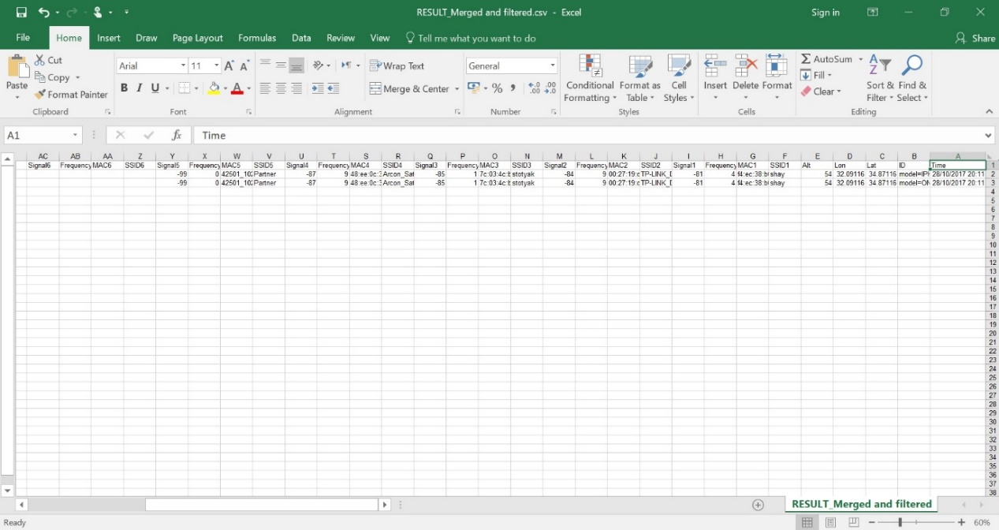 RESULT_Merged and filtered.csv - Excel
Sign in
File Home Insert Draw Page Layout Formulas Data Review View Tell me what you want to do Share
Paste
Cut
Copy
Format Painter
Clipboard
Arial 11 A A
B I U A
Font
Wrap Text
Merge & Center
Alignment
General
% , .0 .00 .00 .0
Number
Conditional Formatting
Format as Table
Cell Styles
Styles
Insert Delete Format
Cells
AutoSum
Fill
Clear
Sort & Filter
Find & Select
Editing
A1 fx Time
AC AB AA Z Y X W V U T S R Q P O N M L K J I H G F E D C B A
Signal6 Frequency MAC6 SSID6 Signal5 Frequency MAC5 SSID5 Signal4 Frequency MAC4 SSID4 Signal3 Frequency MAC3 SSID3 Signal2 Frequency MAC2 SSID2 Signal1 Frequency MAC1 SSID1 Alt Lon Lat ID Time 1
-99 0 42501_10 Partner -87 9 48:ee:0c: Arcon_Sat -85 1 7c:03:4c: stotyak -84 9 00:27:19: TP-LINK_ -81 4 f4:ec:38: shay 54 32.09116 34.87116 model= 28/10/2017 20:11 2
-99 0 42501_10 Partner -87 9 48:ee:0c: Arcon_Sat -85 1 7c:03:4c: stotyak -84 9 00:27:19: TP-LINK_ -81 4 f4:ec:38: shay 54 32.09116 34.87116 model= 28/10/2017 20:11 3
4
5
6
7
8
9
10
11
12
13
14
15
16
17
18
19
20
21
22
23
24
25
26
27
28
29
30
31
32
33
34
35
36
37
38
RESULT_Merged and filtered
Ready
60%